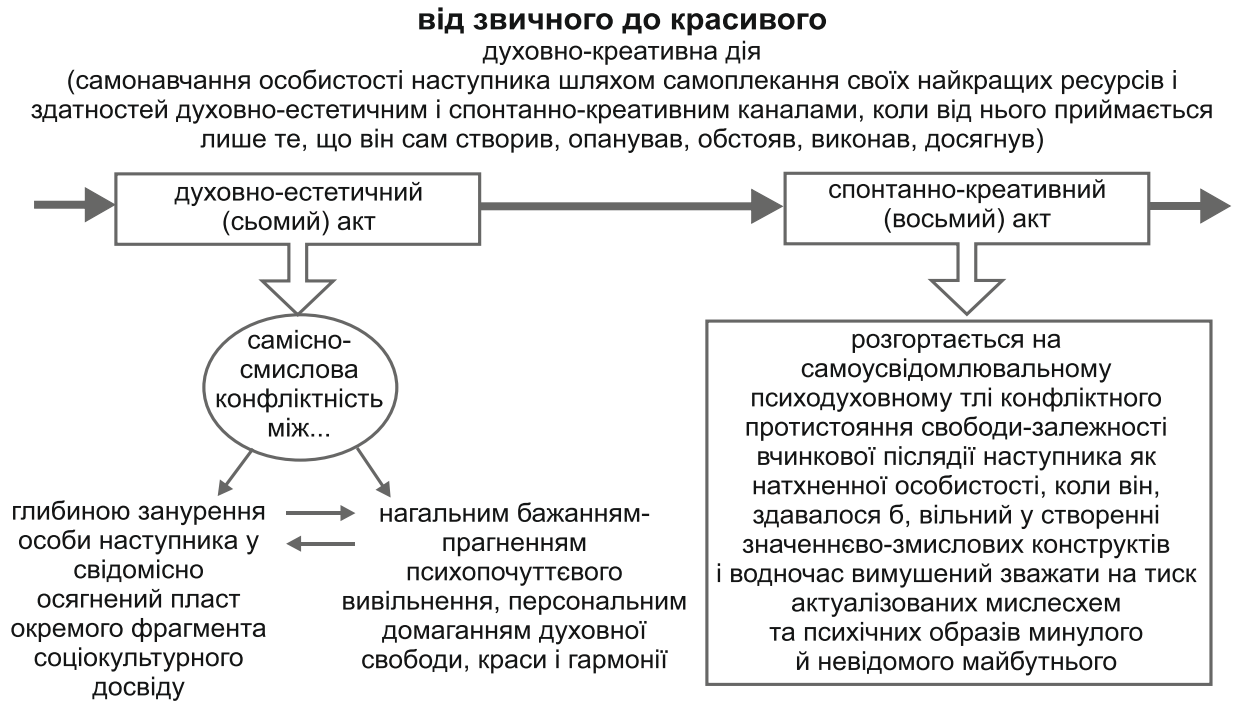 від звичного до красивого
духовно-креативна дія
(самонавчання особистості наступника шляхом самоплекання своїх найкращих ресурсів і
здатностей духовно-естетичним і спонтанно-креативним каналами, коли від нього приймається
лише те, що він сам створив, опанував, обстояв, виконав, досягнув)
духовно-естетичний
(сьомий) акт
спонтанно-креативний
(восьмий) акт
самісно-
смислова
конфліктність
між...
глибиною занурення
особи наступника у
свідомісно
осягнений пласт
окремого фрагмента
соціокультурного
досвіду
нагальним бажанням-
прагненням
психопочуттєвого
вивільнення, персональним
домаганням духовної
свободи, краси і гармонії
розгортається на
самоусвідомлювальному
психодуховному тлі конфліктного
протистояння свободи-залежності
вчинкової післядії наступника як
натхненної особистості, коли він,
здавалося б, вільний у створенні
значеннєво-змислових конструктів
і водночас вимушений зважати на тиск
актуалізованих мислесхем
та психічних образів минулого
й невідомого майбутнього